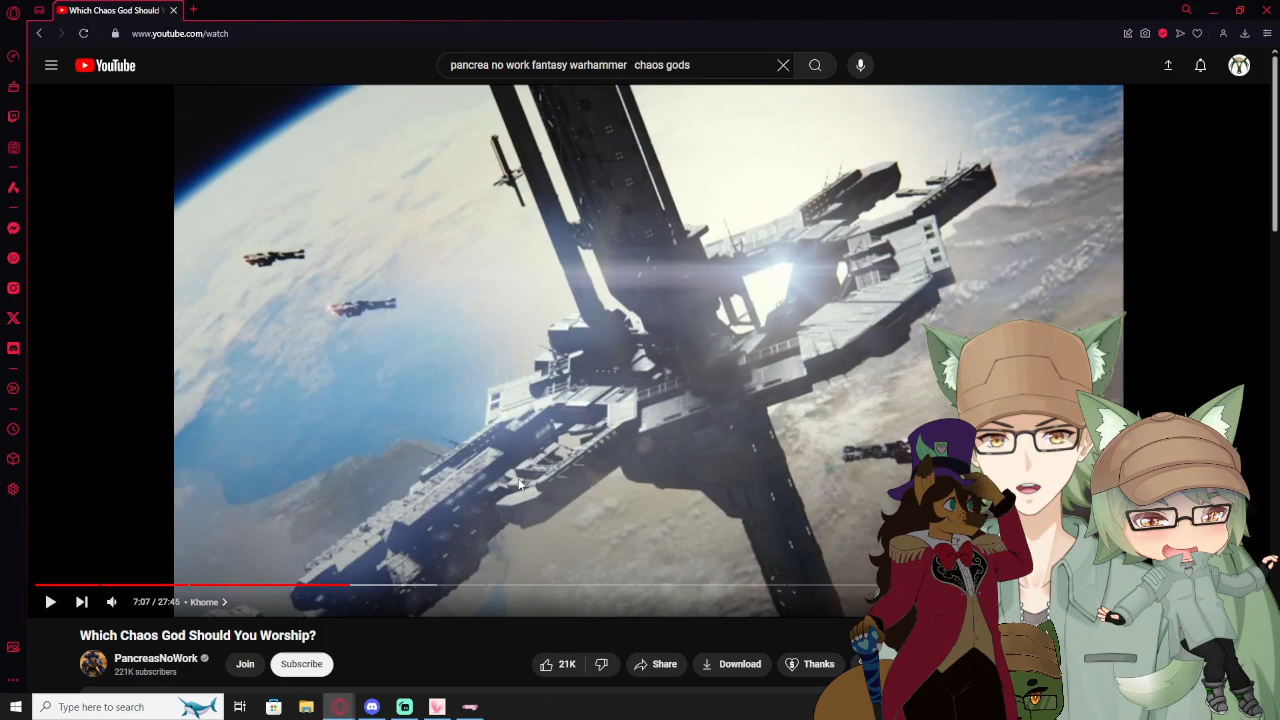 Which Chaos God Should
www.youtube.com/watch
YouTube
pancrea no work fantasy warhammer chaos gods
7:07 / 27:45 • Khorne
Which Chaos God Should You Worship?
PancreasNoWork
221K subscribers
Join
Subscribe
21K
Share
Download
Thanks
Type here to search